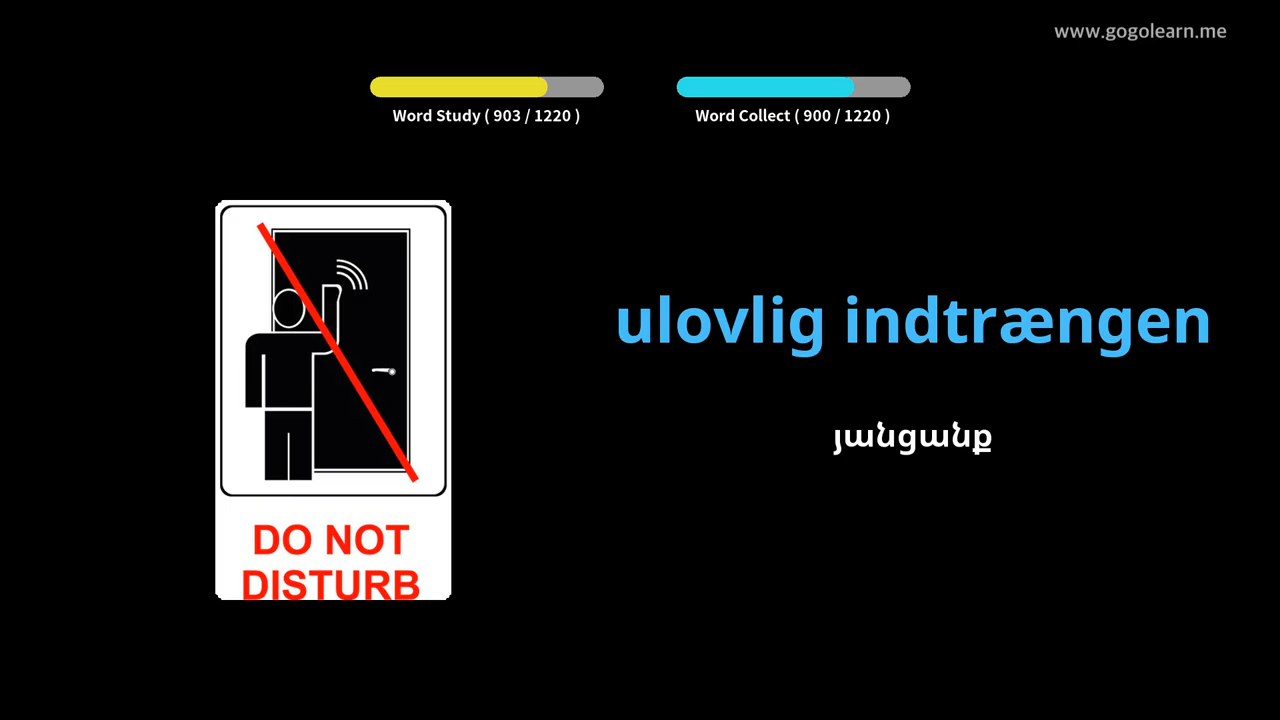 www.gogolearn.me
Word Study ( 903 / 1220 )
Word Collect ( 900 / 1220 )
ulovlig indtrængen
յանցանք
DO NOT
DISTURB